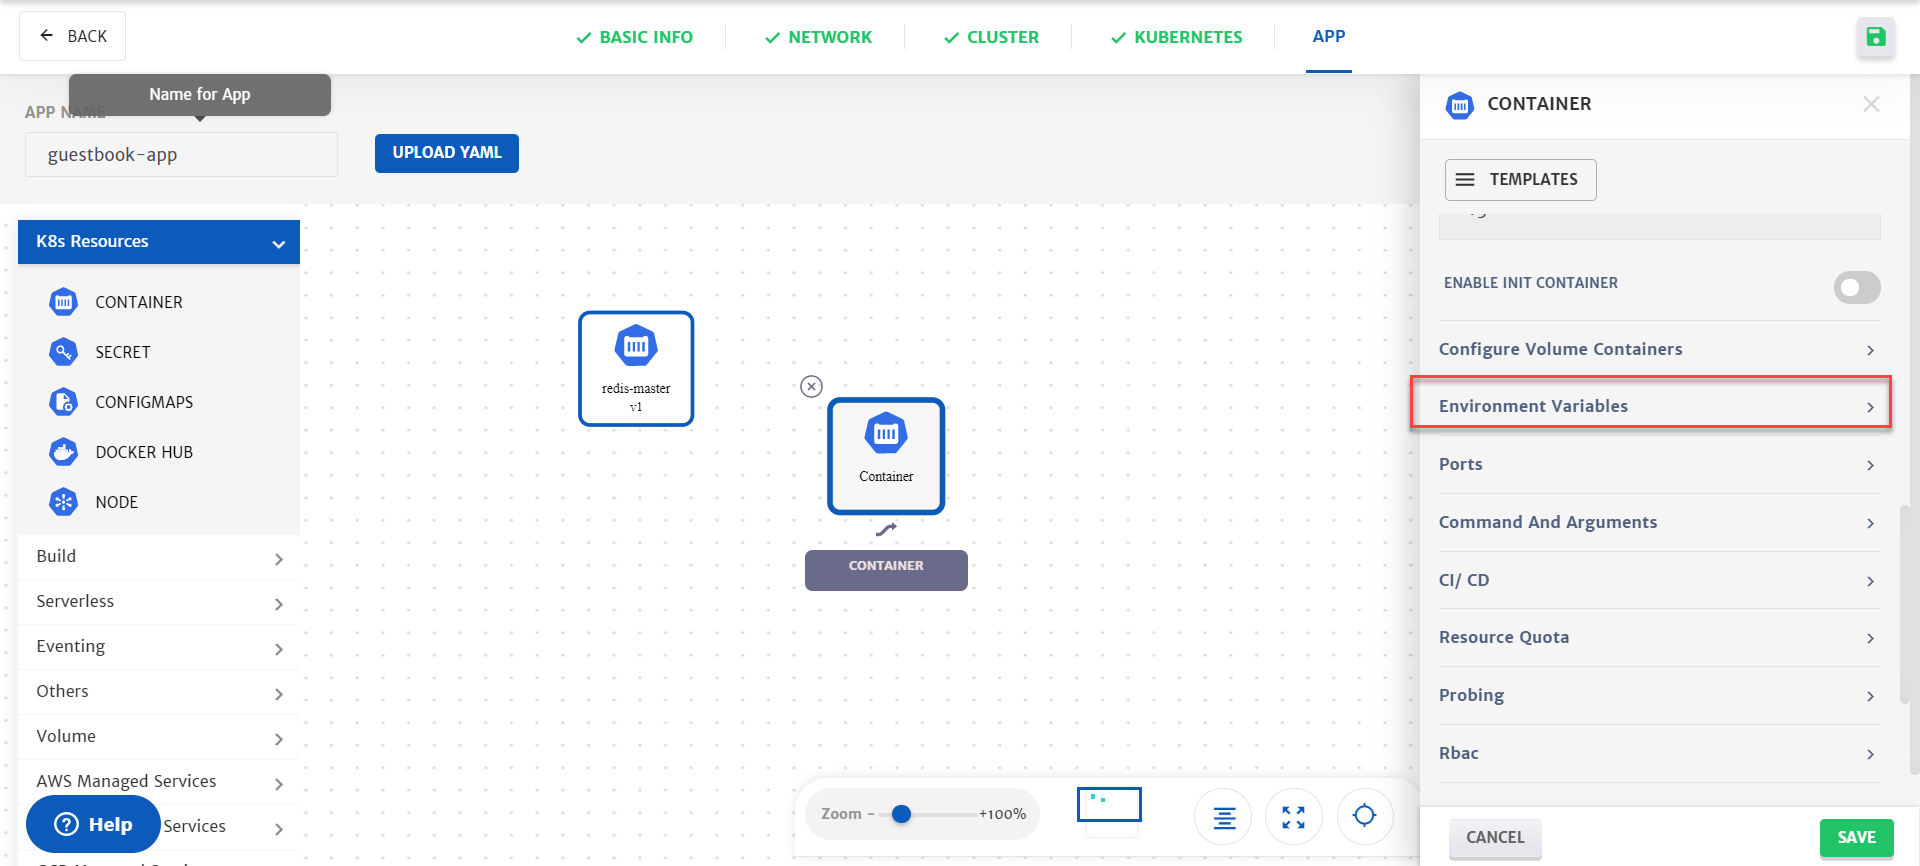 BACK
BASIC INFO
NETWORK
CLUSTER
KUBERNETES
APP
Name for App
APP NAME
guestbook-app
UPLOAD YAML
K8s Resources
CONTAINER
SECRET
CONFIGMAPS
DOCKER HUB
NODE
Build
Serverless
Eventing
Others
Volume
AWS Managed Services
Services
Help
redis-master
v1
Container
CONTAINER
Zoom - +100%
CONTAINER
TEMPLATES
ENABLE INIT CONTAINER
Configure Volume Containers
Environment Variables
Ports
Command And Arguments
CI/ CD
Resource Quota
Probing
Rbac
CANCEL
SAVE